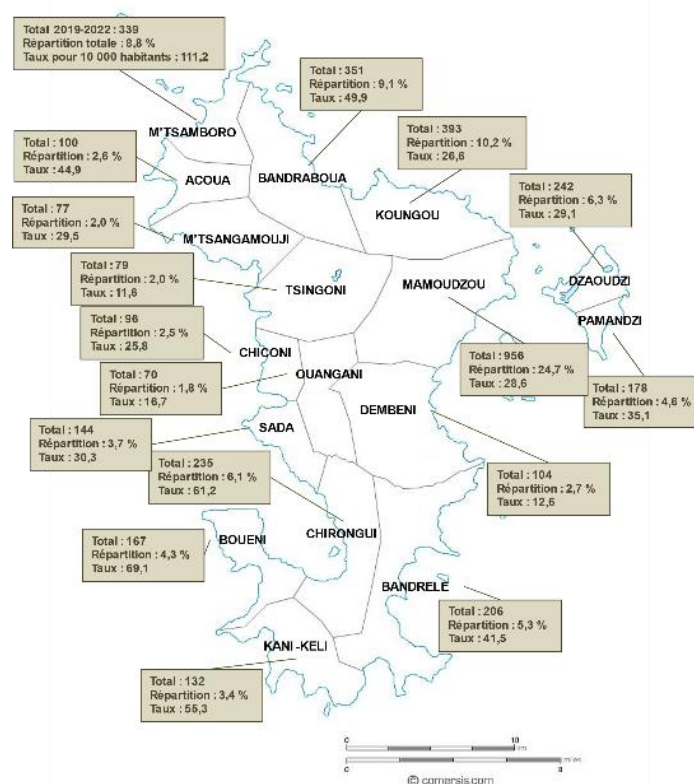 Total 2019-2022 : 339
Répartition totale : 8,8 %
Taux pour 10 000 habitants : 111,2
Total : 351
Répartition : 9,1 %
Taux : 49,9
M'TSAMBORO
Total : 100
Répartition : 2,6 %
Taux : 44,9
ACOUA
BANDRABOUA
Total : 393
Répartition : 10,2 %
Taux : 26,6
KOUNGOU
Total : 242
Répartition : 6,3 %
Taux : 29,1
Total : 77
Répartition : 2,0 %
Taux : 29,5
M'TSANGAMOUJI
Total : 79
Répartition : 2,0 %
Taux : 11,6
TSINGONI
MAMOUDZOU
DZAOUDZI
PAMANDZI
Total : 96
Répartition : 2,5 %
Taux : 25,8
CHICONI
Total : 70
Répartition : 1,8 %
Taux : 16,7
OUANGANI
Total : 956
Répartition : 24,7 %
Taux : 28,6
Total : 178
Répartition : 4,6 %
Taux : 35,1
DEMBENI
Total : 144
Répartition : 3,7 %
Taux : 30,3
SADA
Total : 235
Répartition : 6,1 %
Taux : 61,2
Total : 104
Répartition : 2,7 %
Taux : 12,6
Total : 167
Répartition : 4,3 %
Taux : 69,1
BOUENI
CHIRONGUI
BANDRELE
Total : 206
Répartition : 5,3 %
Taux : 41,5
KANI-KELI
Total : 132
Répartition : 3,4 %
Taux : 55,3
0 10
km
0 6
miles
© comersis.com